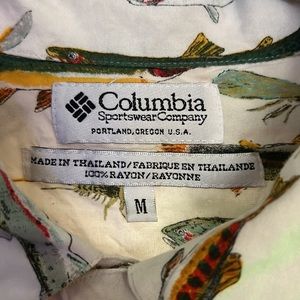 Columbia
Sportswear Company
PORTLAND, OREGON U.S.A.
MADE IN THAILAND/FABRIQUE EN THAILANDE
100% RAYON/RAYONNE
M